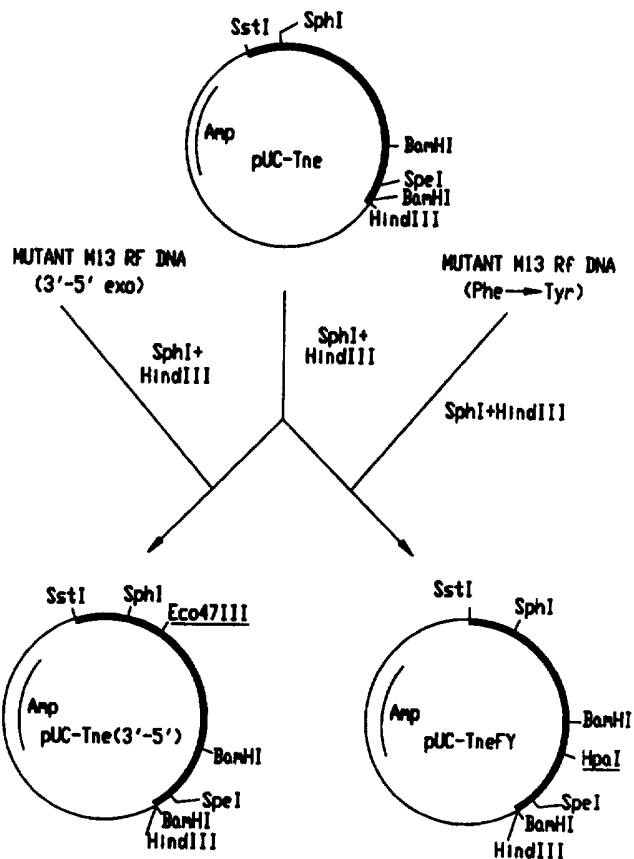 SstI
SphI
Amp
pUC-Tne
BamHI
SpeI
BamHI
HindIII
MUTANT M13 RF DNA
(3'-5' exo)
MUTANT M13 Rf DNA
(Phe→Tyr)
SphI+
HindIII
SphI+
HindIII
SphI+HindIII
SstI
SphI
Eco47III
Amp
pUC-Tne(3'-5')
BamHI
SpeI
BamHI
HindIII
SstI
SphI
Amp
pUC-TneFY
BamHI
HpaI
SpeI
BamHI
HindIII